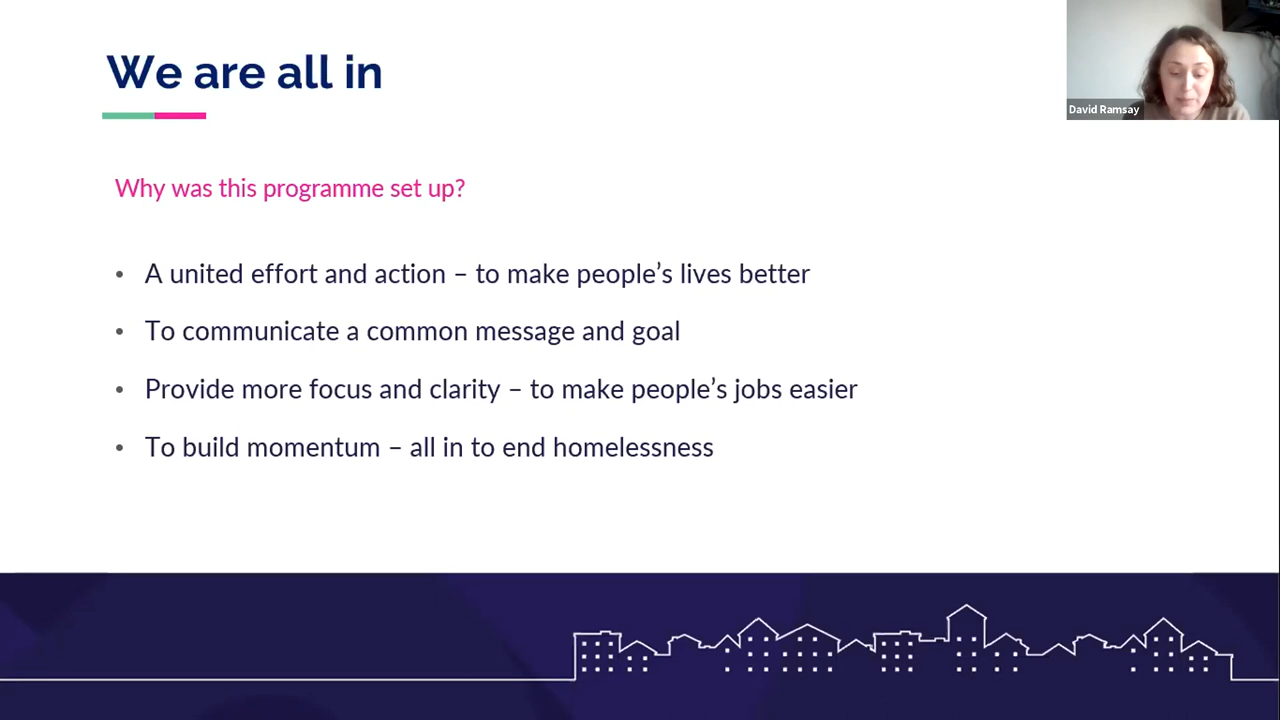 We are all in
David Ramsay
Why was this programme set up?
• A united effort and action – to make people’s lives better
• To communicate a common message and goal
• Provide more focus and clarity – to make people’s jobs easier
• To build momentum – all in to end homelessness